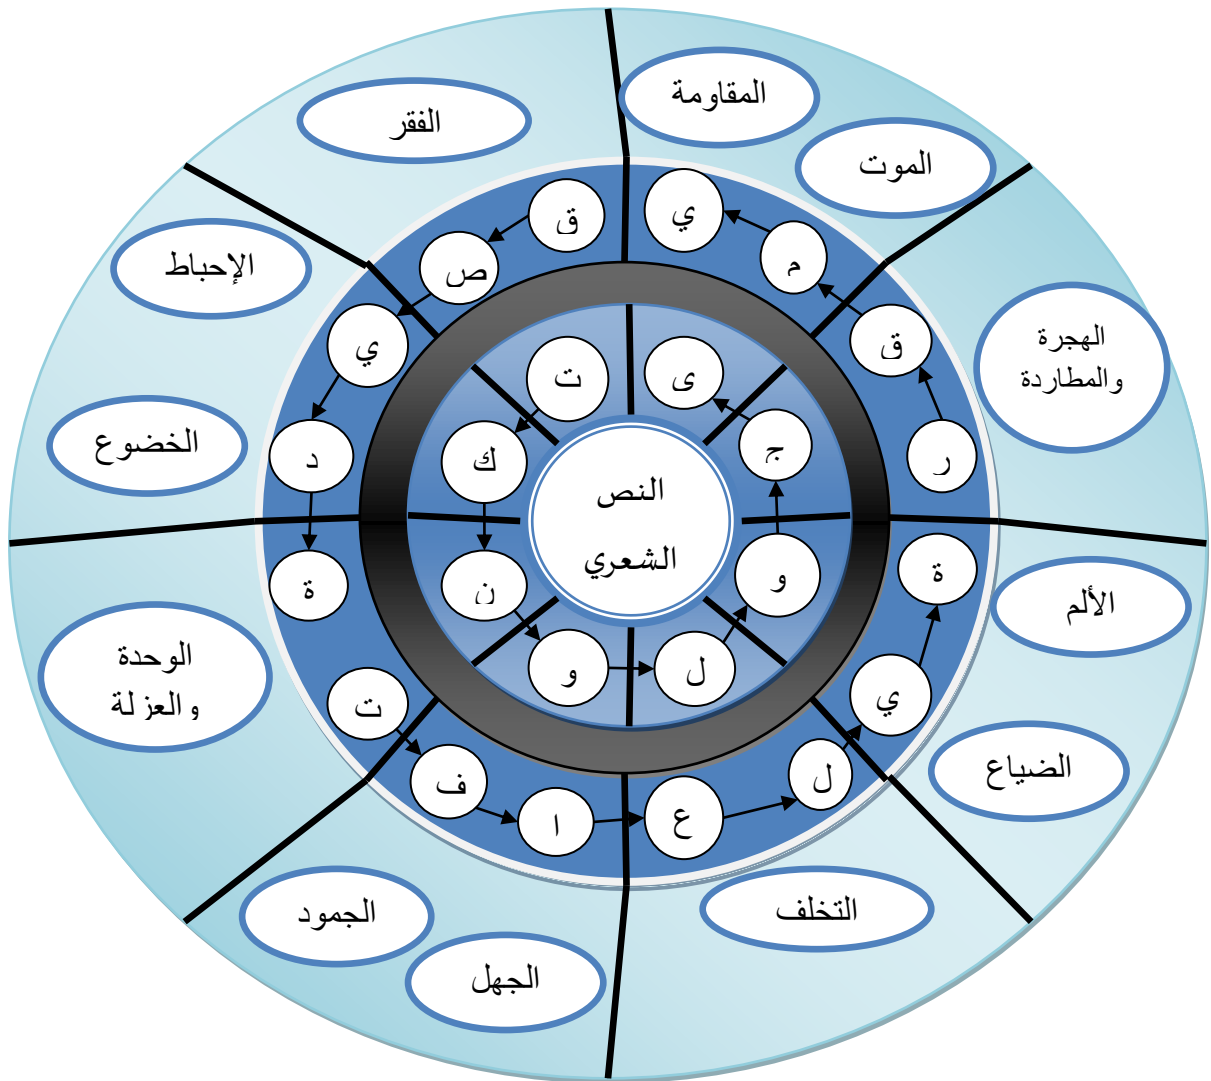 المقاومة
الموت
الفقر
الهجرة
والمطاردة
الإحباط
الخضوع
الألم
الوحدة
والعزلة
الضياع
التخلف
الجمود
الجهل
ق
ص
ي
د
ة
ت
ف
ا
ع
ل
ي
ة
ر
ق
م
ي
ت
ك
ن
و
ل
و
ج
ى
النص
الشعري